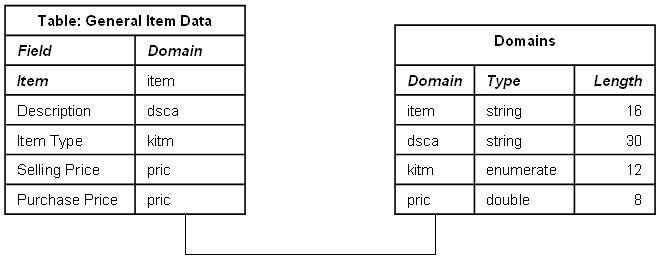 Table: General Item Data
Field Domain
Item item
Description dsca
Item Type kitm
Selling Price pric
Purchase Price pric
Domains
Domain Type Length
item string 16
dsca string 30
kitm enumerate 12
pric double 8